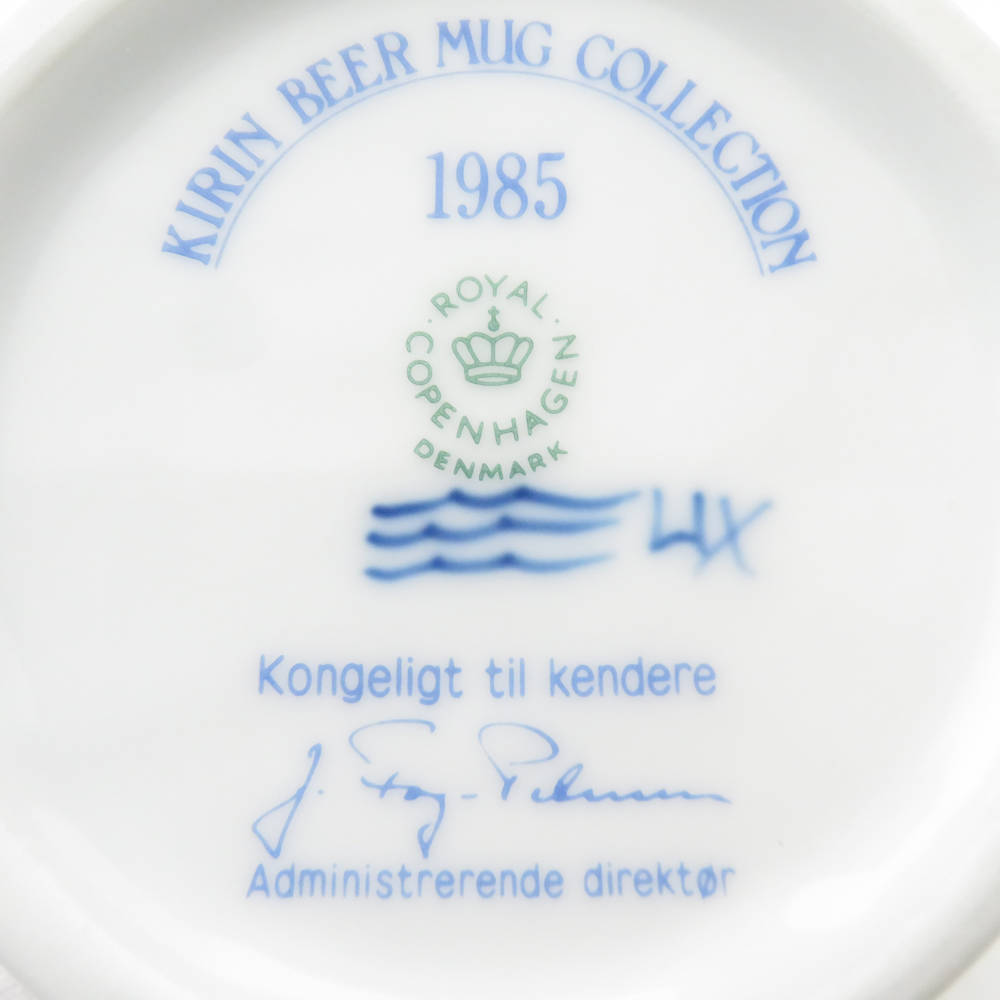 KIRIN BEER MUG COLLECTION
1985
· ROYAL ·
COPENHAGEN
DENMARK
Kongeligt til kendere
Administrerende direktør